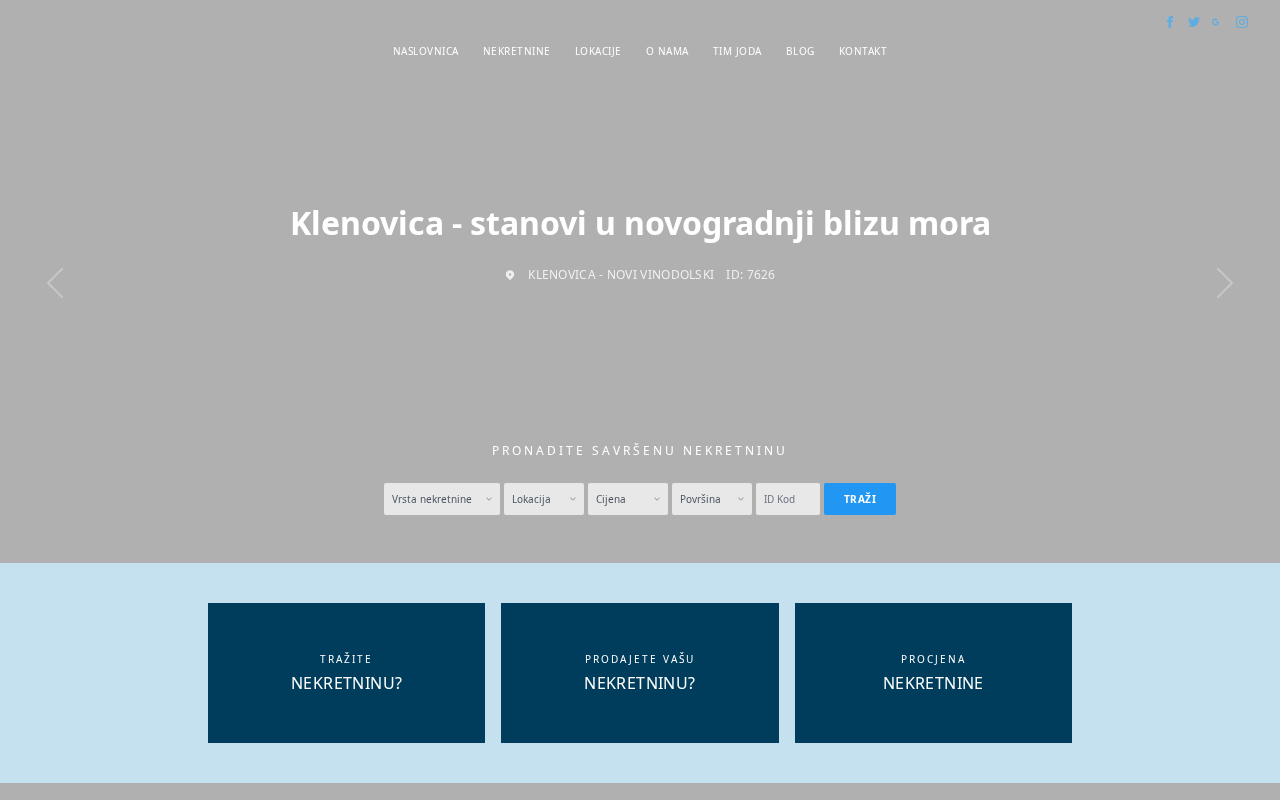 NASLOVNICA NEKRETNINE LOKACIJE O NAMA TIM JODA BLOG KONTAKT
Klenovica - stanovi u novogradnji blizu mora
KLENOVICA - NOVI VINODOLSKI ID: 7626
PRONADITE SAVRŠENU NEKRETNINU
Vrsta nekretnine Lokacija Cijena Površina ID Kod TRAŽI
TRAŽITE
NEKRETNINU?
PRODAJETE VAŠU
NEKRETNINU?
PROCJENA
NEKRETNINE